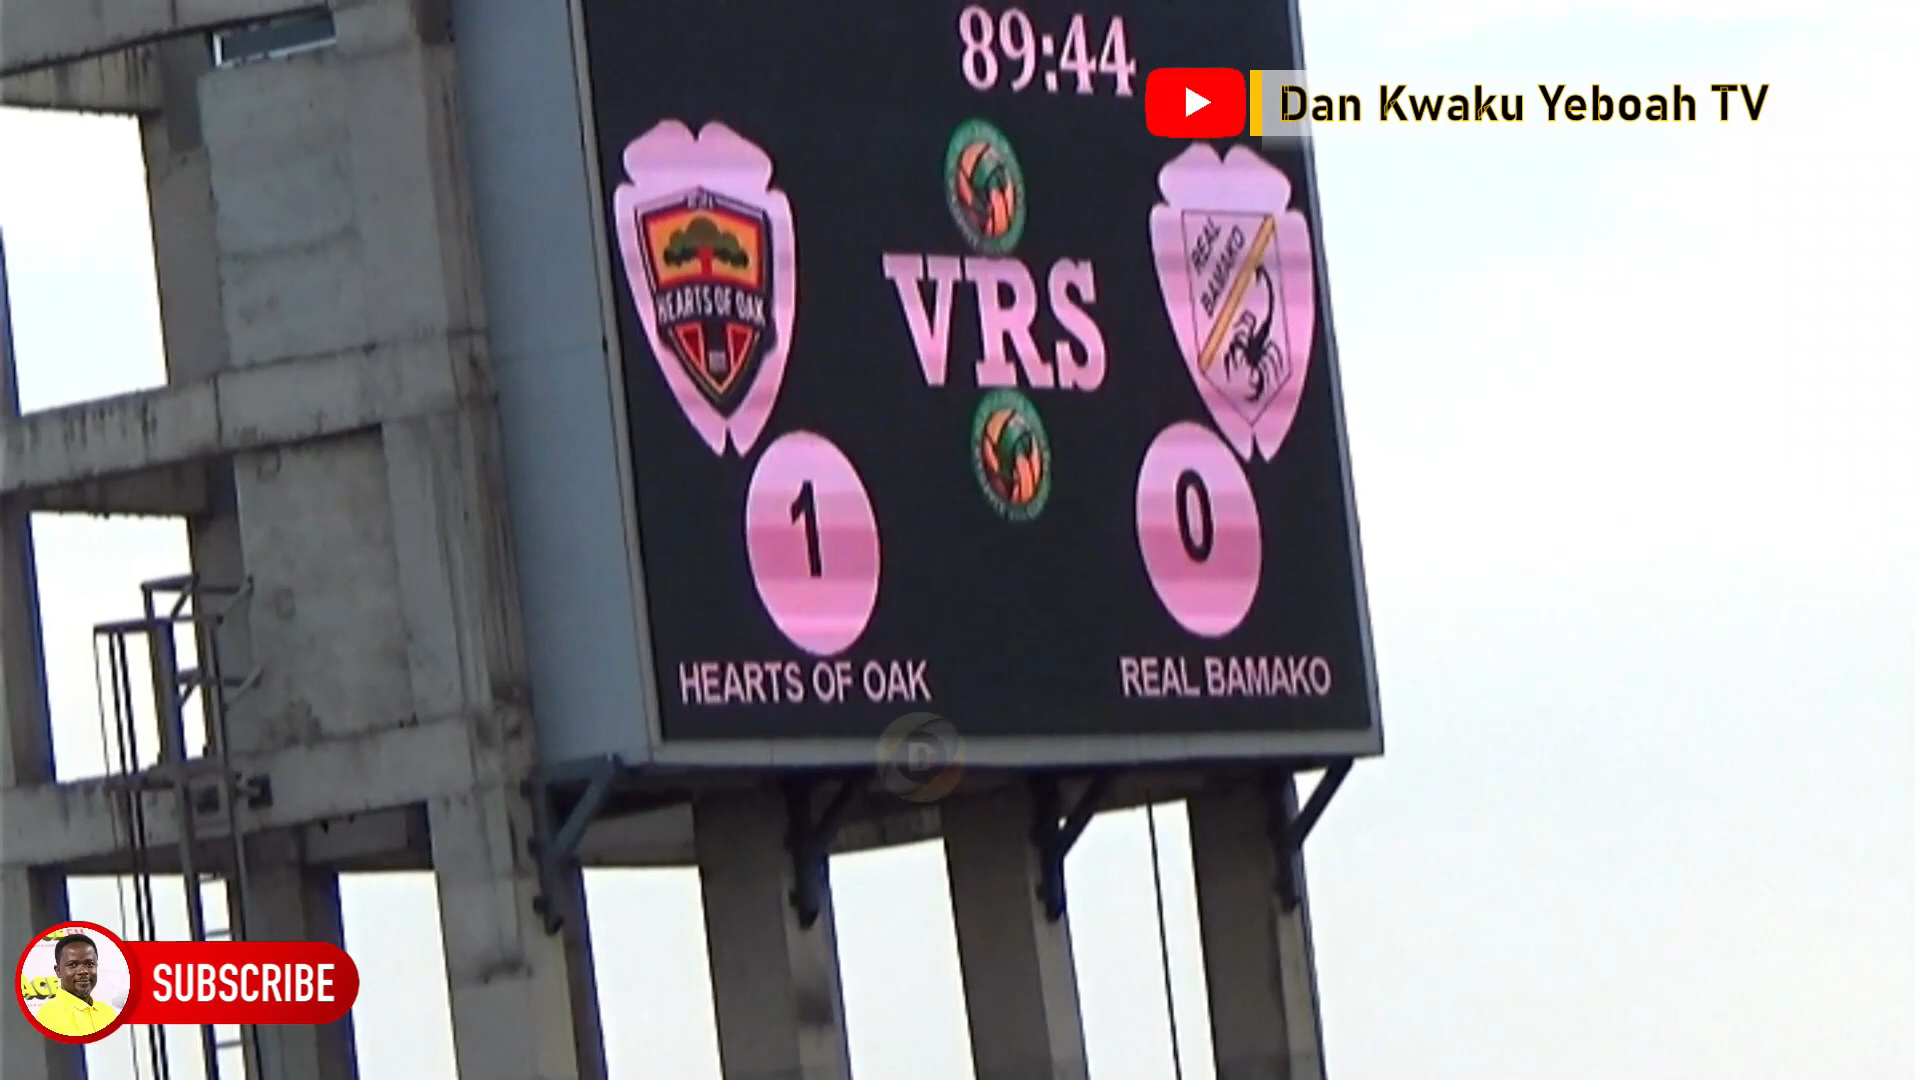 89:44
Dan Kwaku Yeboah TV
HEARTS OF OAK
VRS
REAL
BAMAKO
1
0
HEARTS OF OAK
REAL BAMAKO
D
SUBSCRIBE